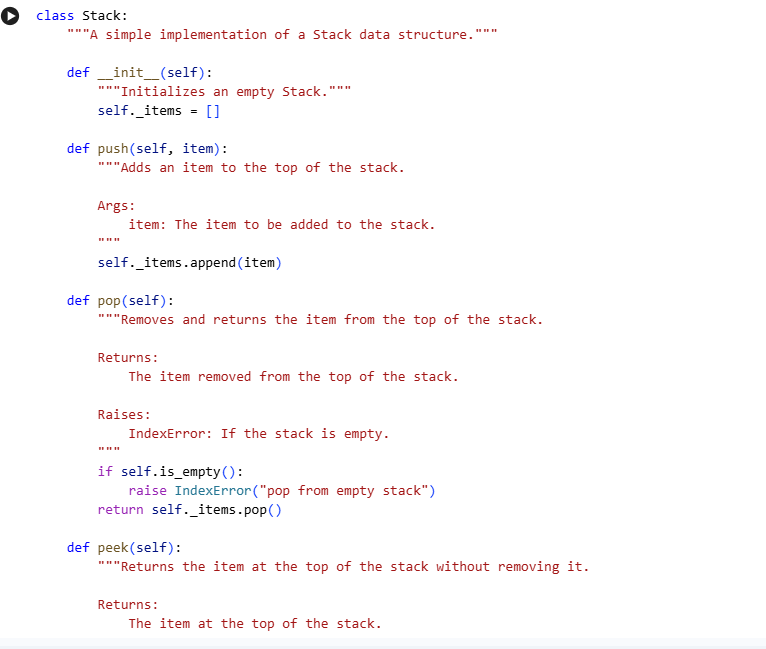 class Stack:
    """A simple implementation of a Stack data structure."""

    def __init__(self):
        """Initializes an empty Stack."""
        self._items = []

    def push(self, item):
        """Adds an item to the top of the stack.

        Args:
            item: The item to be added to the stack.
        """
        self._items.append(item)

    def pop(self):
        """Removes and returns the item from the top of the stack.

        Returns:
            The item removed from the top of the stack.

        Raises:
            IndexError: If the stack is empty.
        """
        if self.is_empty():
            raise IndexError("pop from empty stack")
        return self._items.pop()

    def peek(self):
        """Returns the item at the top of the stack without removing it.

        Returns:
            The item at the top of the stack.